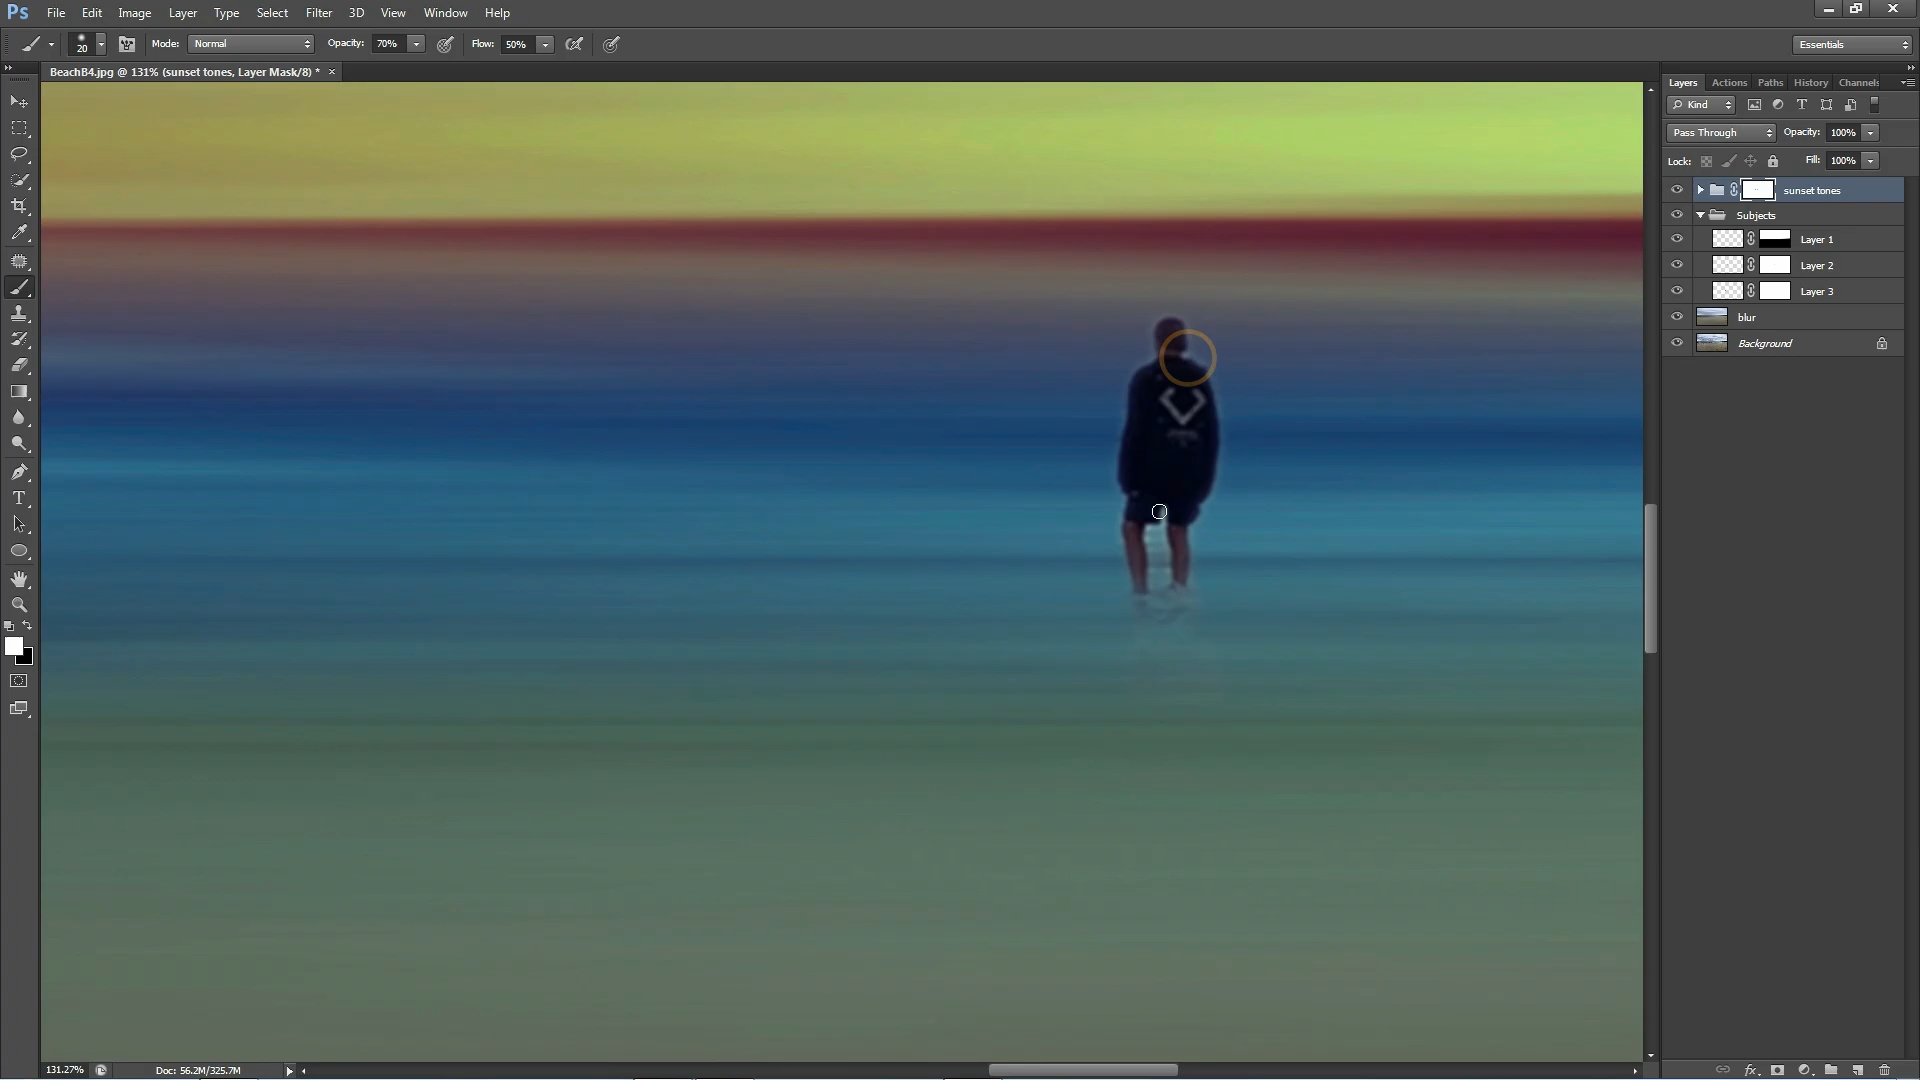 Ps File Edit Image Layer Type Select Filter 3D View Window Help
20 Mode: Normal Opacity: 70% Flow: 50% Essentials
BeachB4.jpg @ 131% (sunset tones, Layer Mask/8) * ×
Layers Actions Paths History Channels
Kind
Pass Through Opacity: 100%
Lock: Fill: 100%
sunset tones
Subjects
Layer 1
Layer 2
Layer 3
blur
Background
131.27% Doc: 56.2M/325.7M